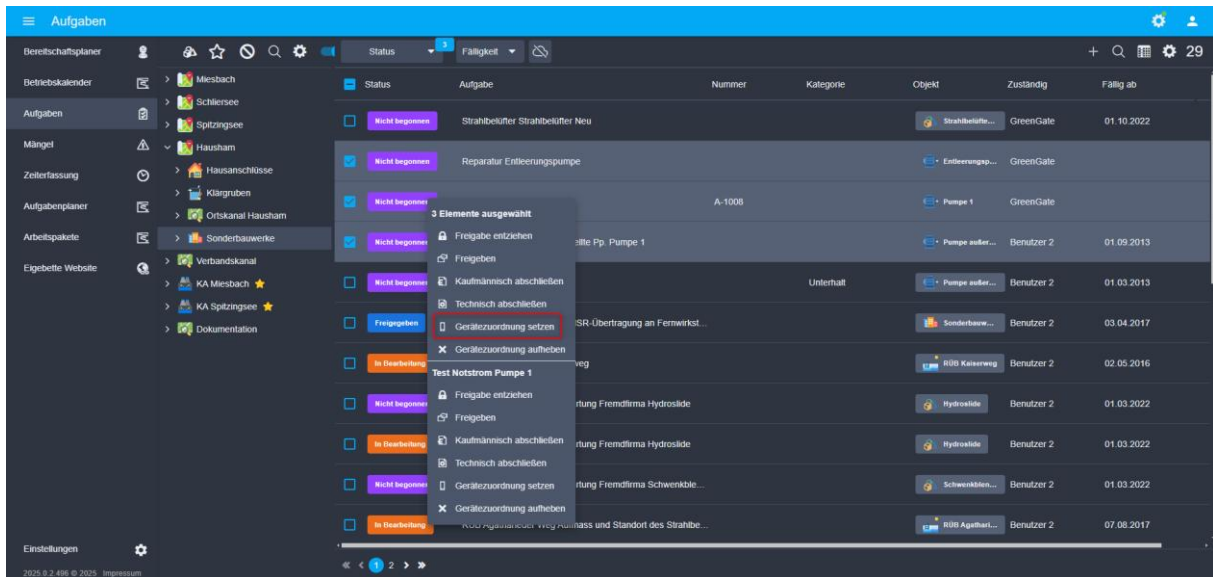 Aufgaben
Bereitschaftsplaner
Betriebskalender
Aufgaben
Mängel
Zeiterfassung
Aufgabenplaner
Arbeitspakete
Eigebette Website
Einstellungen
2025.0.2.496 © 2025 Impressum
Miesbach
Schliersee
Spitzingsee
Hausham
Hausanschlüsse
Klärgruben
Ortskanal Hausham
Sonderbauwerke
Verbandskanal
KA Miesbach
KA Spitzingsee
Dokumentation
Status 3 Fälligkeit 29
Status Aufgabe Nummer Kategorie Objekt Zuständig Fällig ab
Nicht begonnen Strahlbelüfter Strahlbelüfter Neu Strahlbelüfte... GreenGate 01.10.2022
Nicht begonnen Reparatur Entleerungspumpe Entleerungsp... GreenGate
Nicht begonnen A-1008 Pumpe 1 GreenGate
Nicht begonnen Pp. Pumpe 1 Pumpe außer... Benutzer 2 01.09.2013
Nicht begonnen Unterhalt Pumpe außer... Benutzer 2 01.03.2013
Freigegeben SR-Übertragung an Fernwirkst... Sonderbauw... Benutzer 2 03.04.2017
In Bearbeitung weg RÜB Kaiserweg Benutzer 2 02.05.2016
Nicht begonnen rtung Fremdfirma Hydroslide Hydroslide Benutzer 2 01.03.2022
In Bearbeitung rtung Fremdfirma Hydroslide Hydroslide Benutzer 2 01.03.2022
Nicht begonnen rtung Fremdfirma Schwenkble... Schwenkblen... Benutzer 2 01.03.2022
In Bearbeitung und Standort des Strahlbe... RÜB Agathari... Benutzer 2 07.08.2017
3 Elemente ausgewählt
Freigabe entziehen
Freigeben
Kaufmännisch abschließen
Technisch abschließen
Gerätezuordnung setzen
Gerätezuordnung aufheben
Test Notstrom Pumpe 1
Freigabe entziehen
Freigeben
Kaufmännisch abschließen
Technisch abschließen
Gerätezuordnung setzen
Gerätezuordnung aufheben
1 2